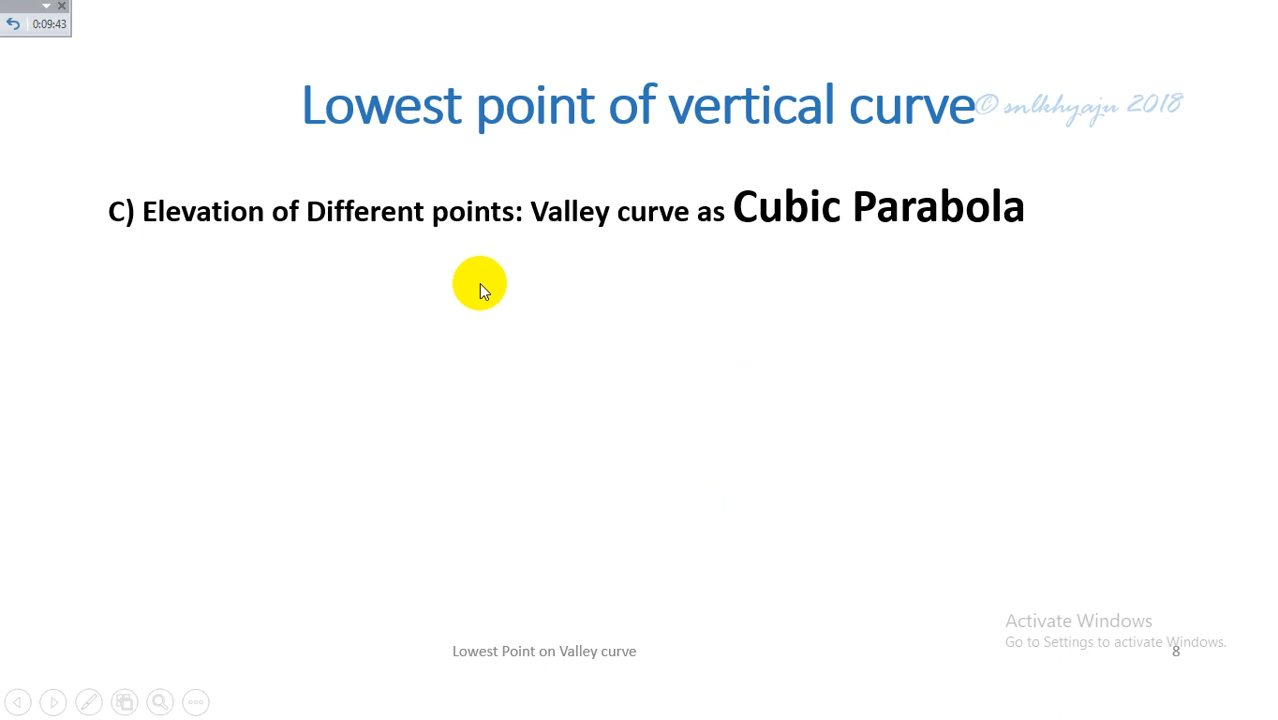 0:09:43
Lowest point of vertical curve
© snlkhyaju 2018
C) Elevation of Different points: Valley curve as Cubic Parabola
Activate Windows
Go to Settings to activate Windows.
Lowest Point on Valley curve
8